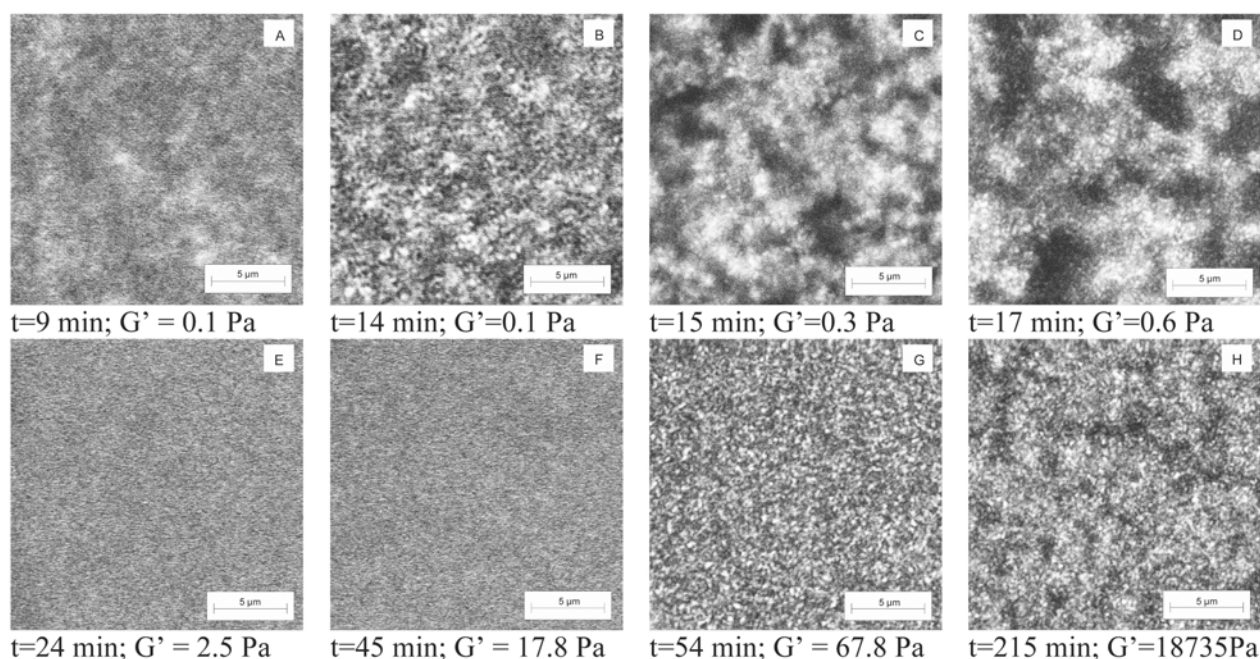 A B C D
5 µm 5 µm 5 µm 5 µm
t=9 min; G' = 0.1 Pa t=14 min; G'=0.1 Pa t=15 min; G'=0.3 Pa t=17 min; G'=0.6 Pa
E F G H
5 µm 5 µm 5 µm 5 µm
t=24 min; G' = 2.5 Pa t=45 min; G' = 17.8 Pa t=54 min; G' = 67.8 Pa t=215 min; G'=18735Pa